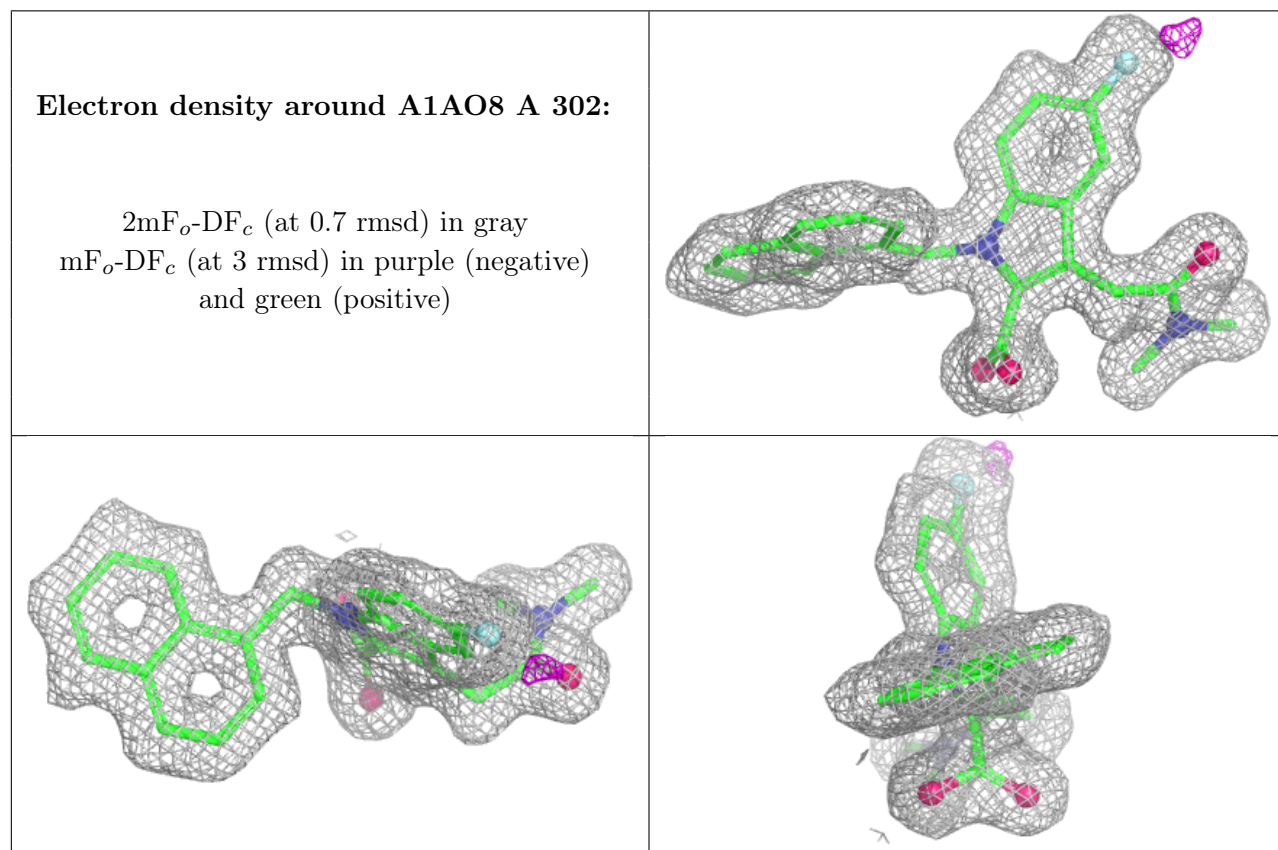 Electron density around A1AO8 A 302:
2mFo-DFc (at 0.7 rmsd) in gray
mFo-DFc (at 3 rmsd) in purple (negative)
and green (positive)